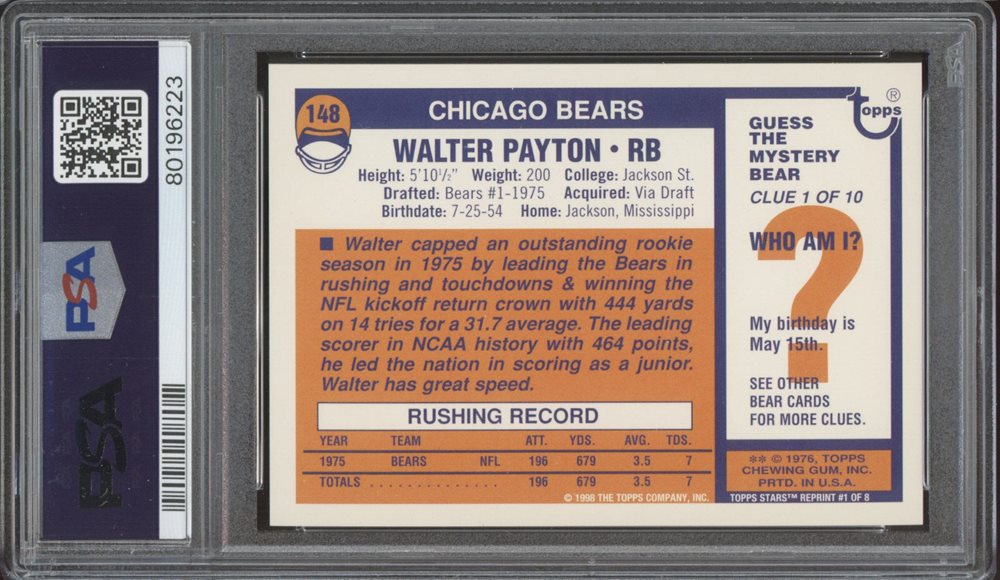 80196223
PSA
PSA
148
CHICAGO BEARS
WALTER PAYTON • RB
Height: 5'10½" Weight: 200 College: Jackson St.
Drafted: Bears #1-1975 Acquired: Via Draft
Birthdate: 7-25-54 Home: Jackson, Mississippi
■ Walter capped an outstanding rookie
season in 1975 by leading the Bears in
rushing and touchdowns & winning the
NFL kickoff return crown with 444 yards
on 14 tries for a 31.7 average. The leading
scorer in NCAA history with 464 points,
he led the nation in scoring as a junior.
Walter has great speed.
RUSHING RECORD
YEAR TEAM ATT. YDS. AVG. TDS.
1975 BEARS NFL 196 679 3.5 7
TOTALS . . . . . . . . . . . . . . 196 679 3.5 7
© 1998 THE TOPPS COMPANY, INC.
Topps ®
GUESS
THE
MYSTERY
BEAR
CLUE 1 OF 10
?
WHO AM I?
My birthday is
May 15th.
SEE OTHER
BEAR CARDS
FOR MORE CLUES.
** © 1976, TOPPS
CHEWING GUM, INC.
PRTD. IN U.S.A.
TOPPS STARS™ REPRINT #1 OF 8
PSA